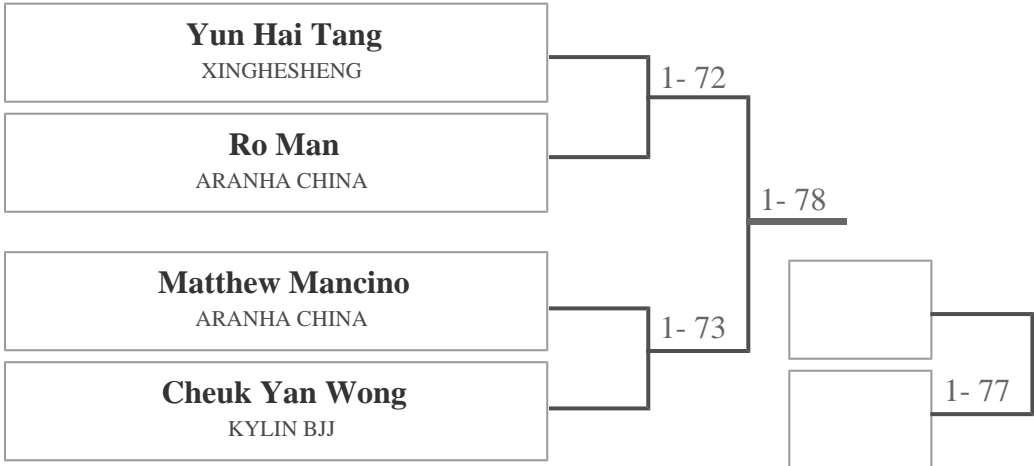 Yun Hai Tang
XINGHESHENG
1- 72
Ro Man
ARANHA CHINA
1- 78
Matthew Mancino
ARANHA CHINA
1- 73
Cheuk Yan Wong
KYLIN BJJ
1- 77